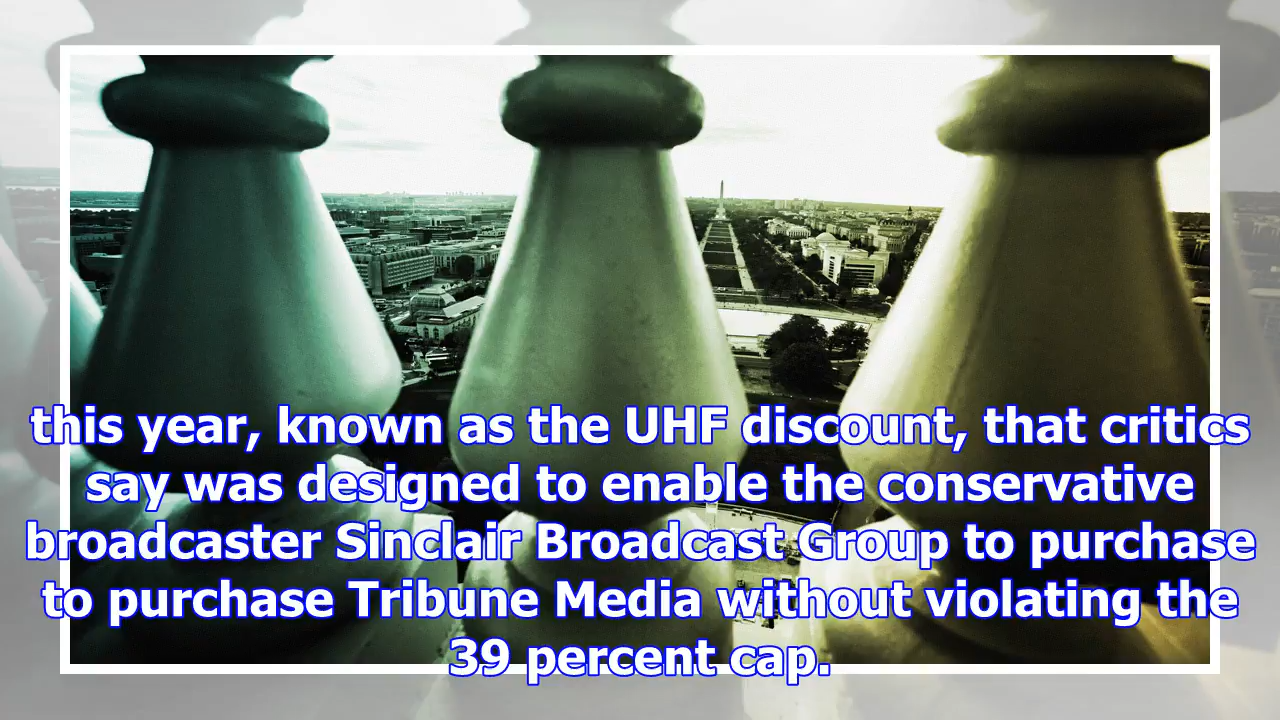 this year, known as the UHF discount, that critics
say was designed to enable the conservative
broadcaster Sinclair Broadcast Group to purchase
to purchase Tribune Media without violating the
39 percent cap.